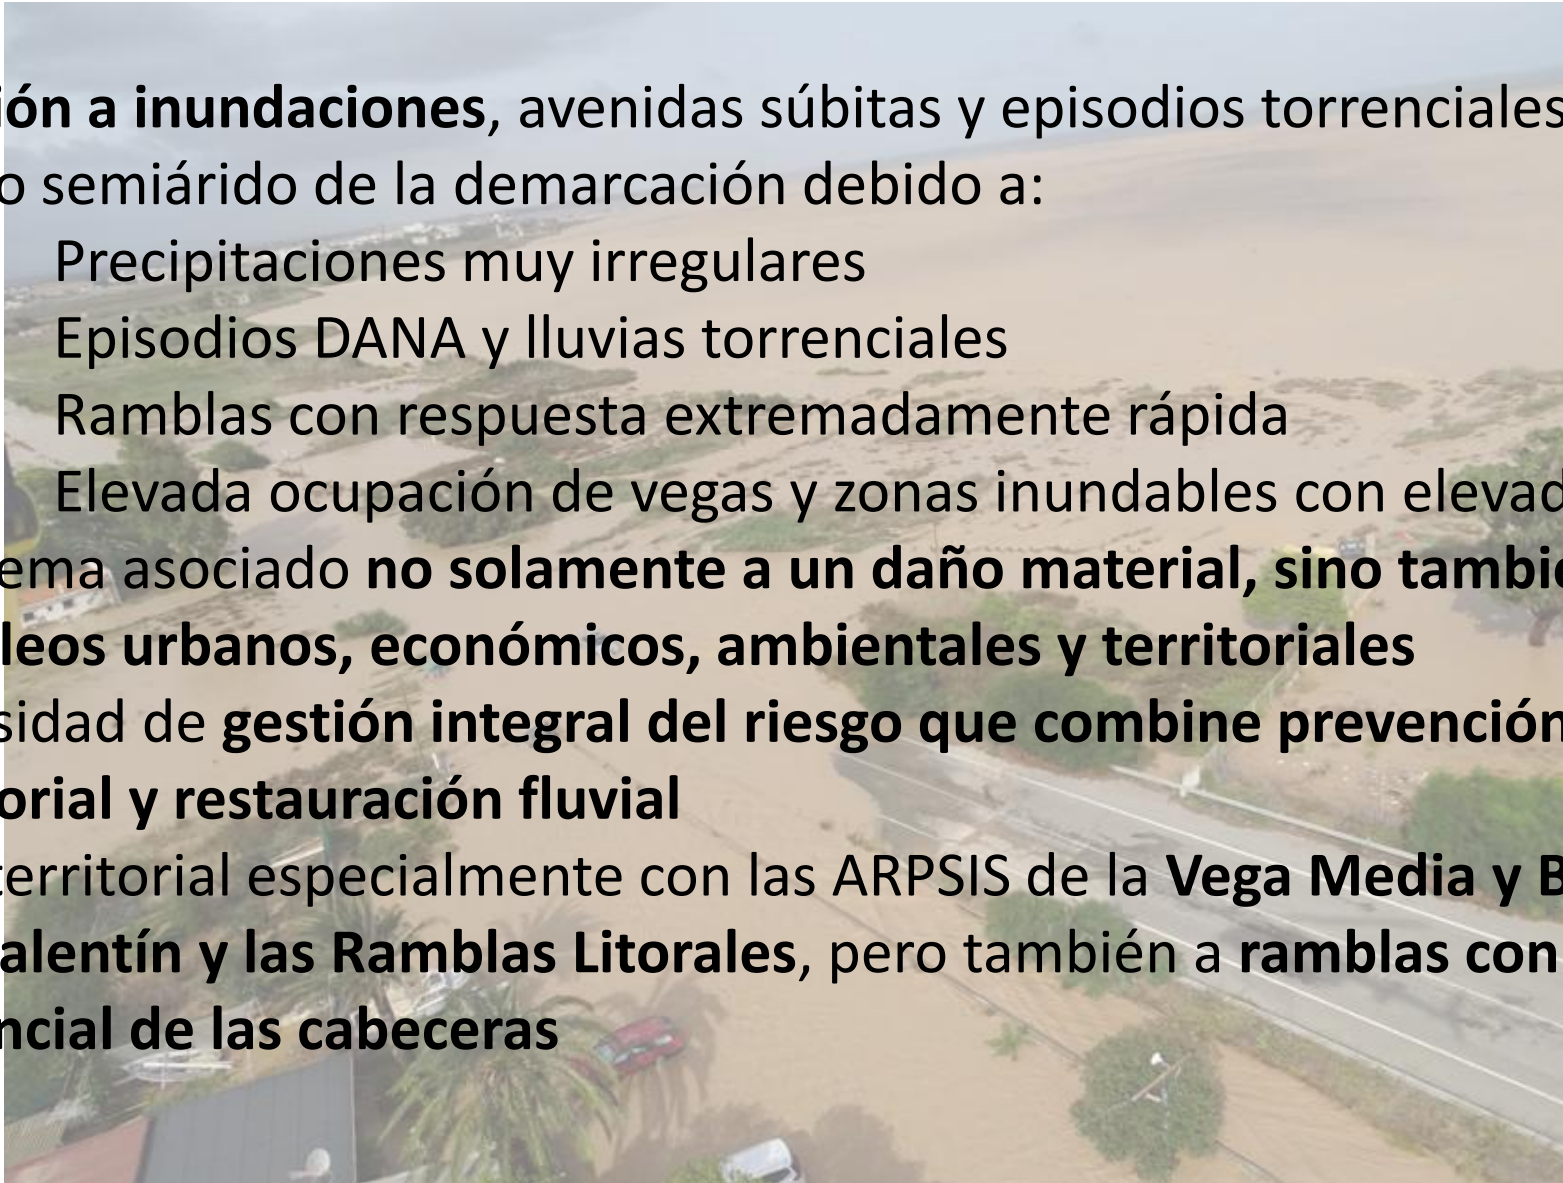 ión a inundaciones, avenidas súbitas y episodios torrenciales
o semiárido de la demarcación debido a:
Precipitaciones muy irregulares
Episodios DANA y lluvias torrenciales
Ramblas con respuesta extremadamente rápida
Elevada ocupación de vegas y zonas inundables con elevad
ema asociado no solamente a un daño material, sino tambié
leos urbanos, económicos, ambientales y territoriales
sidad de gestión integral del riesgo que combine prevención
orial y restauración fluvial
territorial especialmente con las ARPSIS de la Vega Media y B
alentín y las Ramblas Litorales, pero también a ramblas con
ncial de las cabeceras